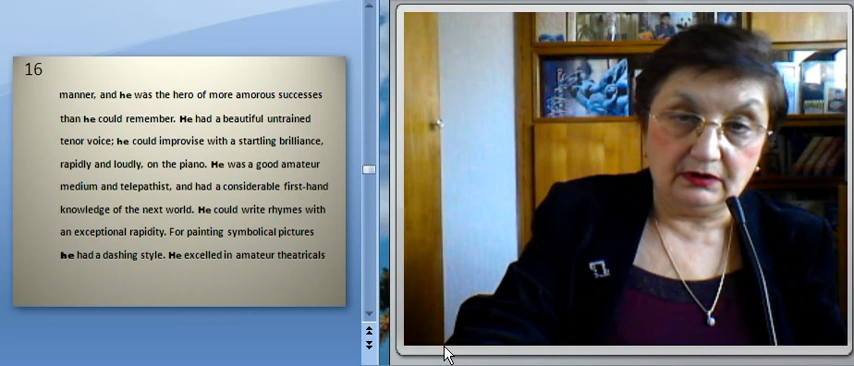 16
manner, and he was the hero of more amorous successes
than he could remember. He had a beautiful untrained
tenor voice; he could improvise with a startling brilliance,
rapidly and loudly, on the piano. He was a good amateur
medium and telepathist, and had a considerable first-hand
knowledge of the next world. He could write rhymes with
an exceptional rapidity. For painting symbolical pictures
he had a dashing style. He excelled in amateur theatricals